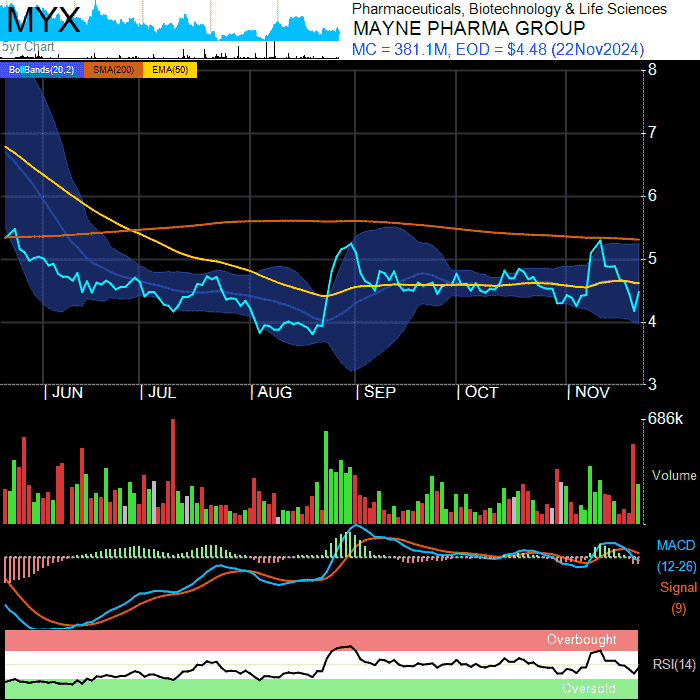 MYX
5yr Chart
Pharmaceuticals, Biotechnology & Life Sciences
MAYNE PHARMA GROUP
MC = 381.1M, EOD = $4.48 (22Nov2024)
BollBands(20,2) SMA(200) EMA(50)
8
7
6
5
4
3
JUN JUL AUG SEP OCT NOV
686k
Volume
MACD
(12-26)
Signal
(9)
Overbought
RSI(14)
Oversold